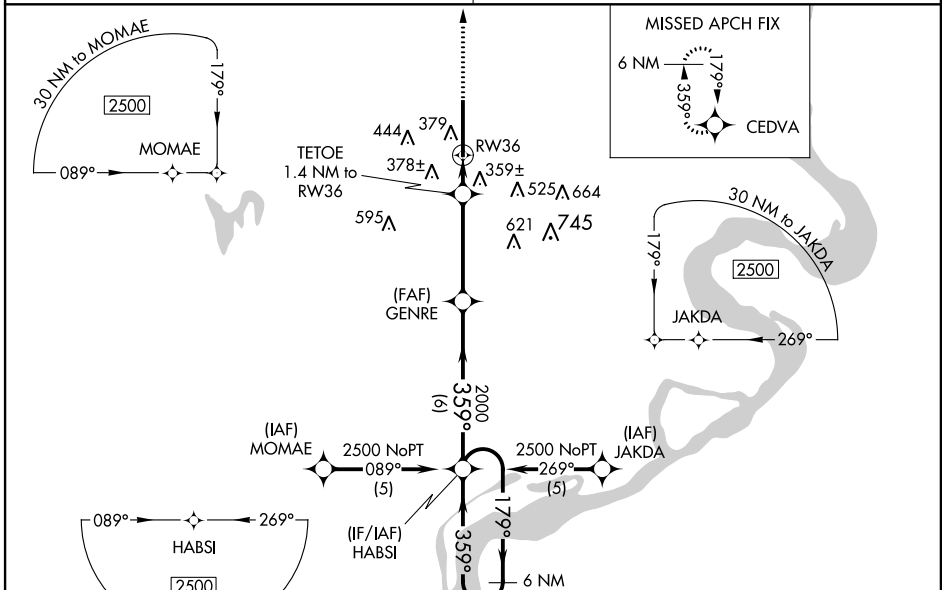 30 NM to MOMAE
179°
2500
MOMAE
089°
MISSED APCH FIX
6 NM
179°
359°
CEDVA
444
379
RW36
TETOE
1.4 NM to
RW36
378±
359±
525
664
595
621
745
30 NM to JAKDA
179°
2500
JAKDA
269°
(FAF)
GENRE
2000
359°
(6)
(IAF)
MOMAE
2500 NoPT
089°
(5)
2500 NoPT
269°
(5)
(IAF)
JAKDA
(IF/IAF)
HABSI
359°
179°
6 NM
089°
269°
HABSI
2500